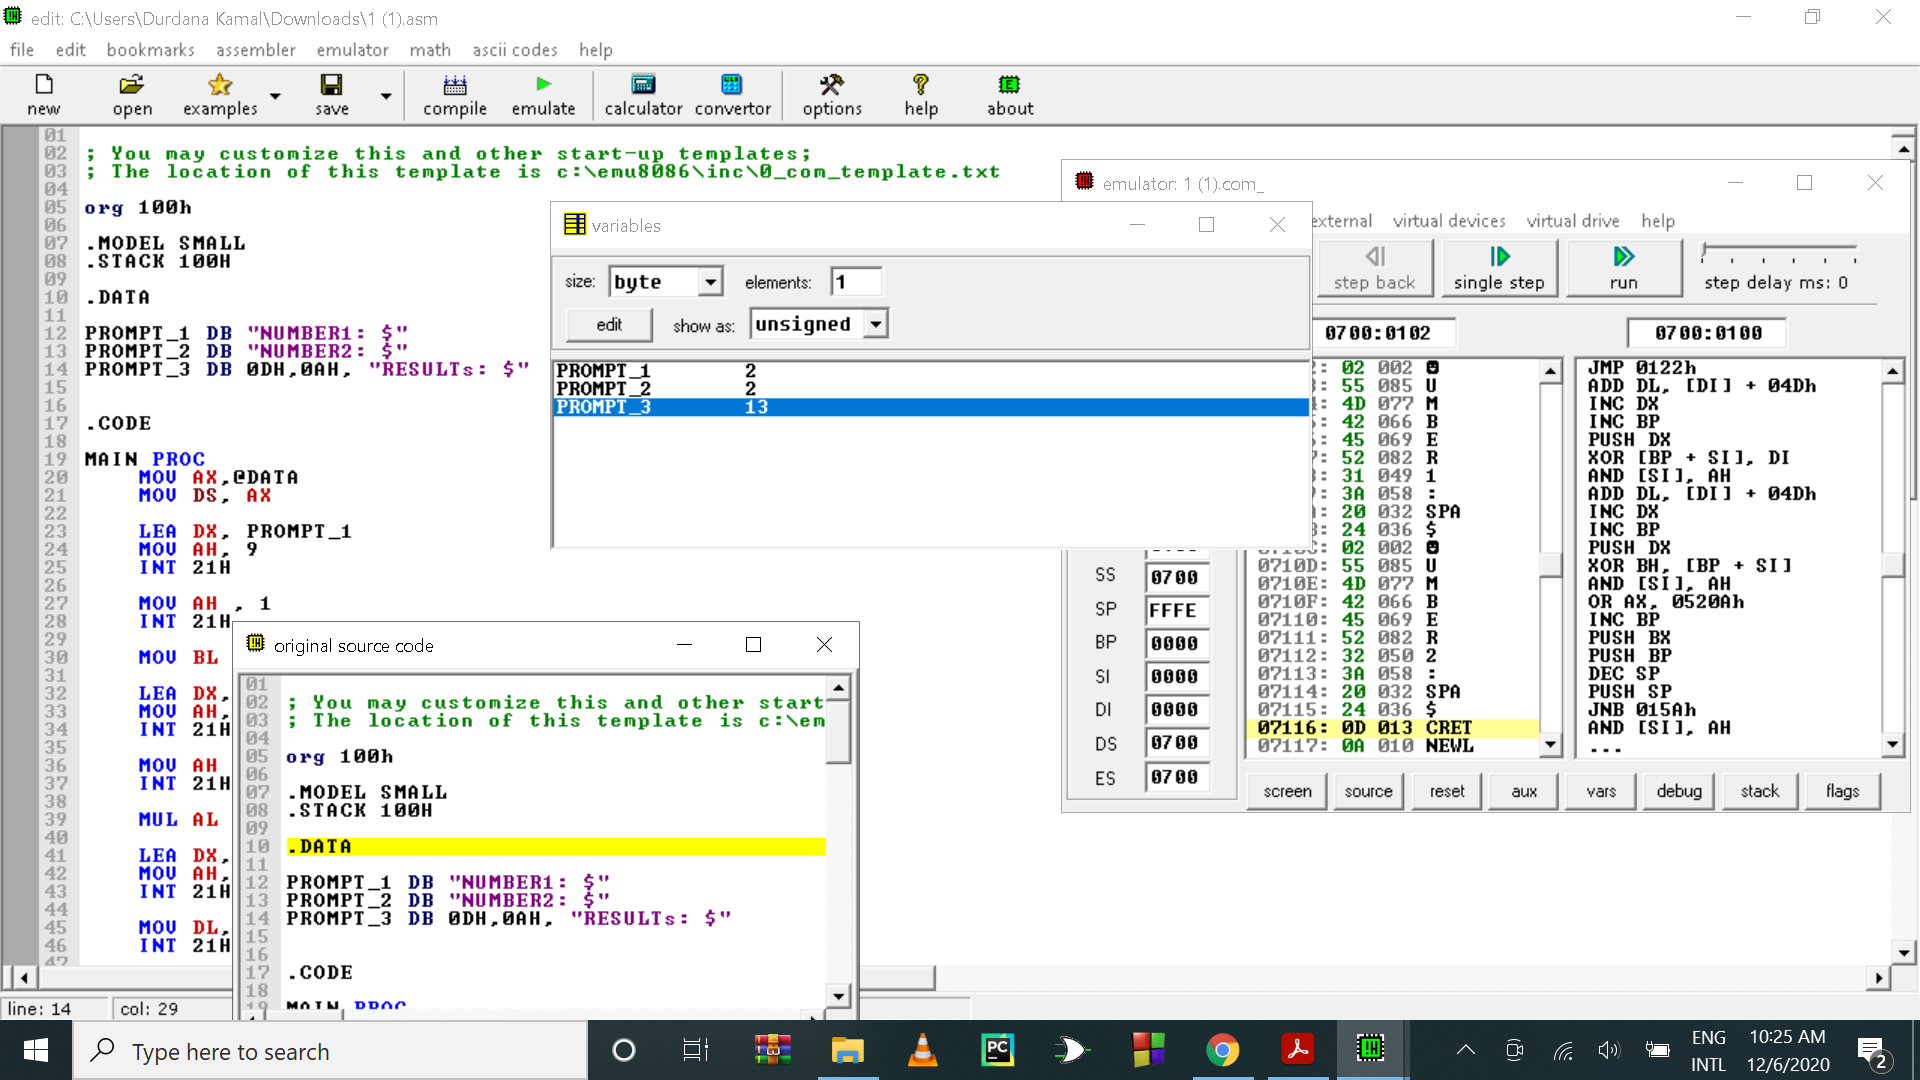 edit: C:\Users\Durdana Kamal\Downloads\1 (1).asm
file edit bookmarks assembler emulator math ascii codes help
new open examples save compile emulate calculator convertor options help about
01
02 ; You may customize this and other start-up templates;
03 ; The location of this template is c:\emu8086\inc\0_com_template.txt
04
05 org 100h
06
07 .MODEL SMALL
08 .STACK 100H
09
10 .DATA
11
12 PROMPT_1 DB "NUMBER1: $"
13 PROMPT_2 DB "NUMBER2: $"
14 PROMPT_3 DB 0DH,0AH, "RESULTs: $"
15
16
17 .CODE
18
19 MAIN PROC
20 MOV AX,@DATA
21 MOV DS, AX
22
23 LEA DX, PROMPT_1
24 MOV AH, 9
25 INT 21H
26
27 MOV AH , 1
28 INT 21H
29
30 MOV BL
31
32 LEA DX,
33 MOV AH,
34 INT 21H
35
36 MOV AH
37 INT 21H
38
39 MUL AL
40
41 LEA DX,
42 MOV AH,
43 INT 21H
44
45 MOV DL,
46 INT 21H
47
line: 14 col: 29
variables
size: byte elements: 1
edit show as: unsigned
PROMPT_1 2
PROMPT_2 2
PROMPT_3 13
original source code
01
02 ; You may customize this and other start
03 ; The location of this template is c:\em
04
05 org 100h
06
07 .MODEL SMALL
08 .STACK 100H
09
10 .DATA
11
12 PROMPT_1 DB "NUMBER1: $"
13 PROMPT_2 DB "NUMBER2: $"
14 PROMPT_3 DB 0DH,0AH, "RESULTs: $"
15
16
17 .CODE
18
19 MAIN PROC
emulator: 1 (1).com_
external virtual devices virtual drive help
step back single step run step delay ms: 0
0700:0102 0700:0100
: 02 002
: 55 085 U
: 4D 077 M
: 42 066 B
: 45 069 E
: 52 082 R
: 31 049 1
: 3A 058 :
: 20 032 SPA
: 24 036 $
: 02 002
0710D: 55 085 U
0710E: 4D 077 M
0710F: 42 066 B
07110: 45 069 E
07111: 52 082 R
07112: 32 050 2
07113: 3A 058 :
07114: 20 032 SPA
07115: 24 036 $
07116: 0D 013 CRET
07117: 0A 010 NEWL
JMP 0122h
ADD DL, [DI] + 04Dh
INC DX
INC BP
PUSH DX
XOR [BP + SI], DI
AND [SI], AH
ADD DL, [DI] + 04Dh
INC DX
INC BP
PUSH DX
XOR BH, [BP + SI]
AND [SI], AH
OR AX, 0520Ah
INC BP
PUSH BX
PUSH BP
DEC SP
PUSH SP
JNB 015Ah
AND [SI], AH
...
SS 0700
SP FFFE
BP 0000
SI 0000
DI 0000
DS 0700
ES 0700
screen source reset aux vars debug stack flags
Type here to search
PC
ENG
INTL
10:25 AM
12/6/2020
2